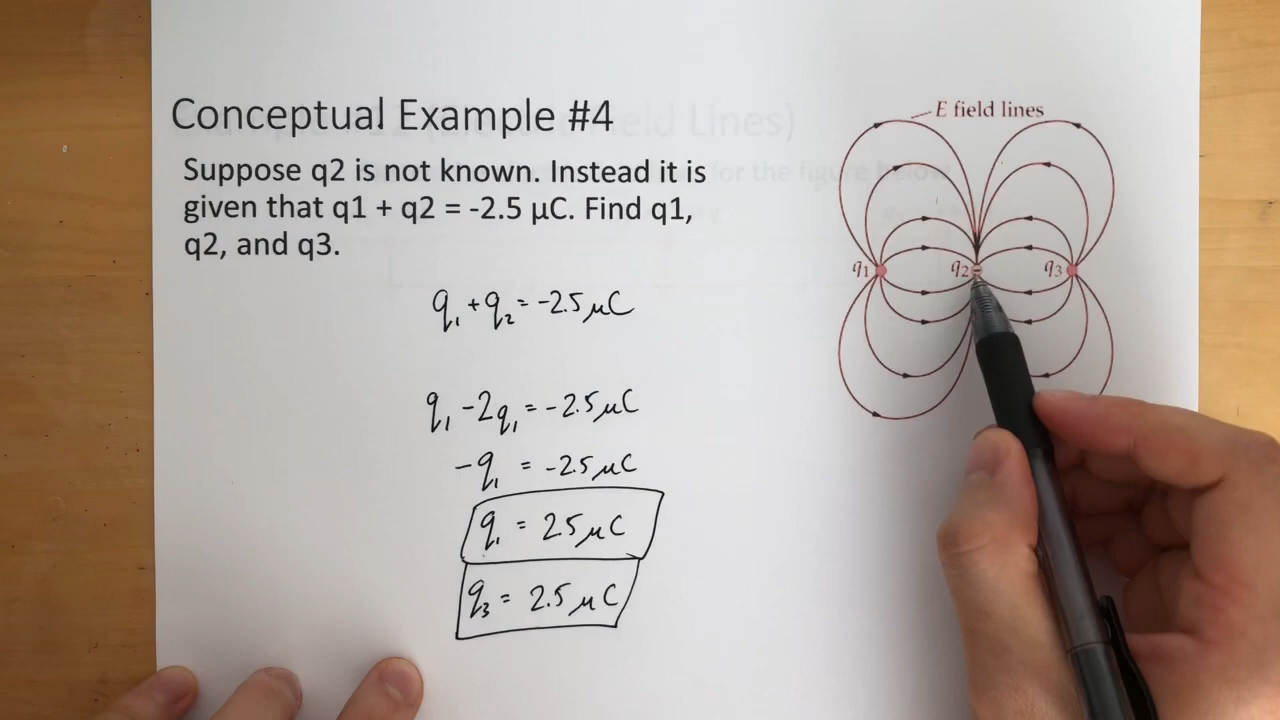 Conceptual Example #4
Suppose q2 is not known. Instead it is
given that q1 + q2 = -2.5 µC. Find q1,
q2, and q3.
q₁ + q₂ = -2.5 µC
q₁ - 2q₁ = -2.5 µC
-q₁ = -2.5 µC
q₁ = 2.5 µC
q₃ = 2.5 µC
E field lines
q₁ q₂ q₃